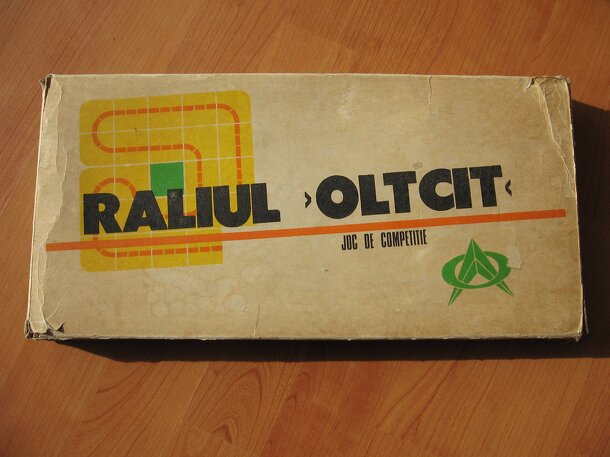 RALIUL ›OLTCIT‹
JOC DE COMPETITIE